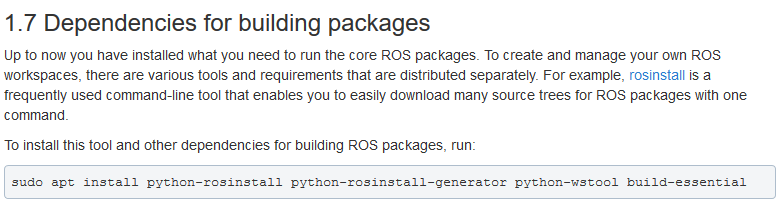 1.7 Dependencies for building packages
Up to now you have installed what you need to run the core ROS packages. To create and manage your own ROS
workspaces, there are various tools and requirements that are distributed separately. For example, rosinstall is a
frequently used command-line tool that enables you to easily download many source trees for ROS packages with one
command.
To install this tool and other dependencies for building ROS packages, run:
sudo apt install python-rosinstall python-rosinstall-generator python-wstool build-essential